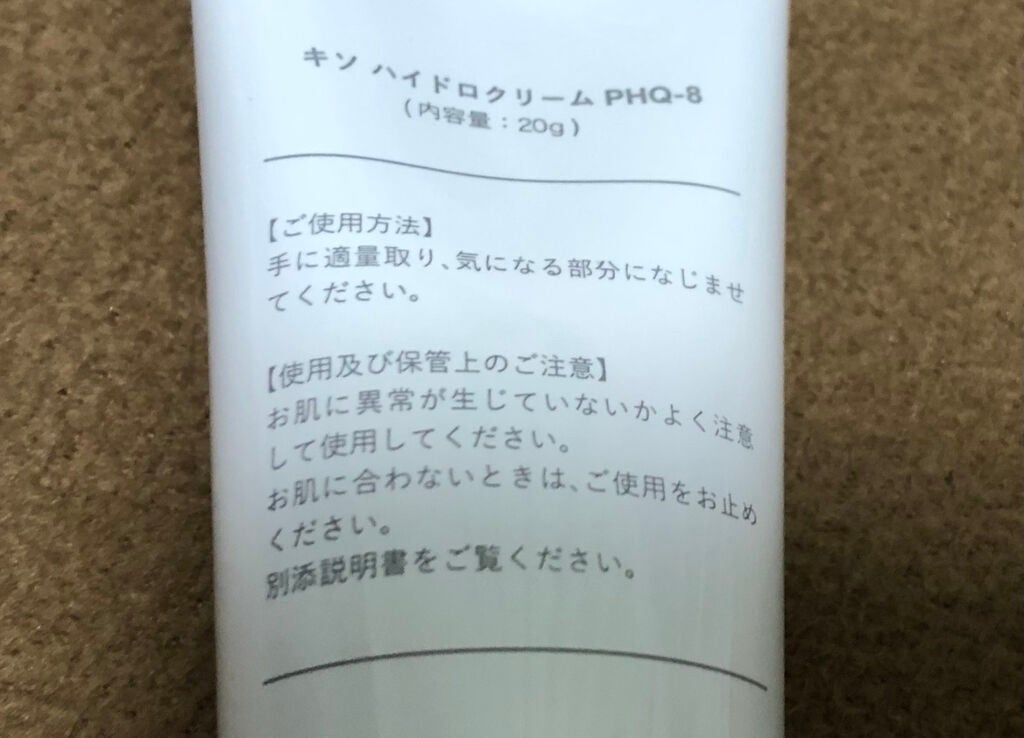 キソ ハイドロクリーム PHQ-8
(内容量：20g)
【ご使用方法】
手に適量取り、気になる部分になじませ
てください。
【使用及び保管上のご注意】
お肌に異常が生じていないかよく注意
して使用してください。
お肌に合わないときは、ご使用をお止め
ください。
別添説明書をご覧ください。